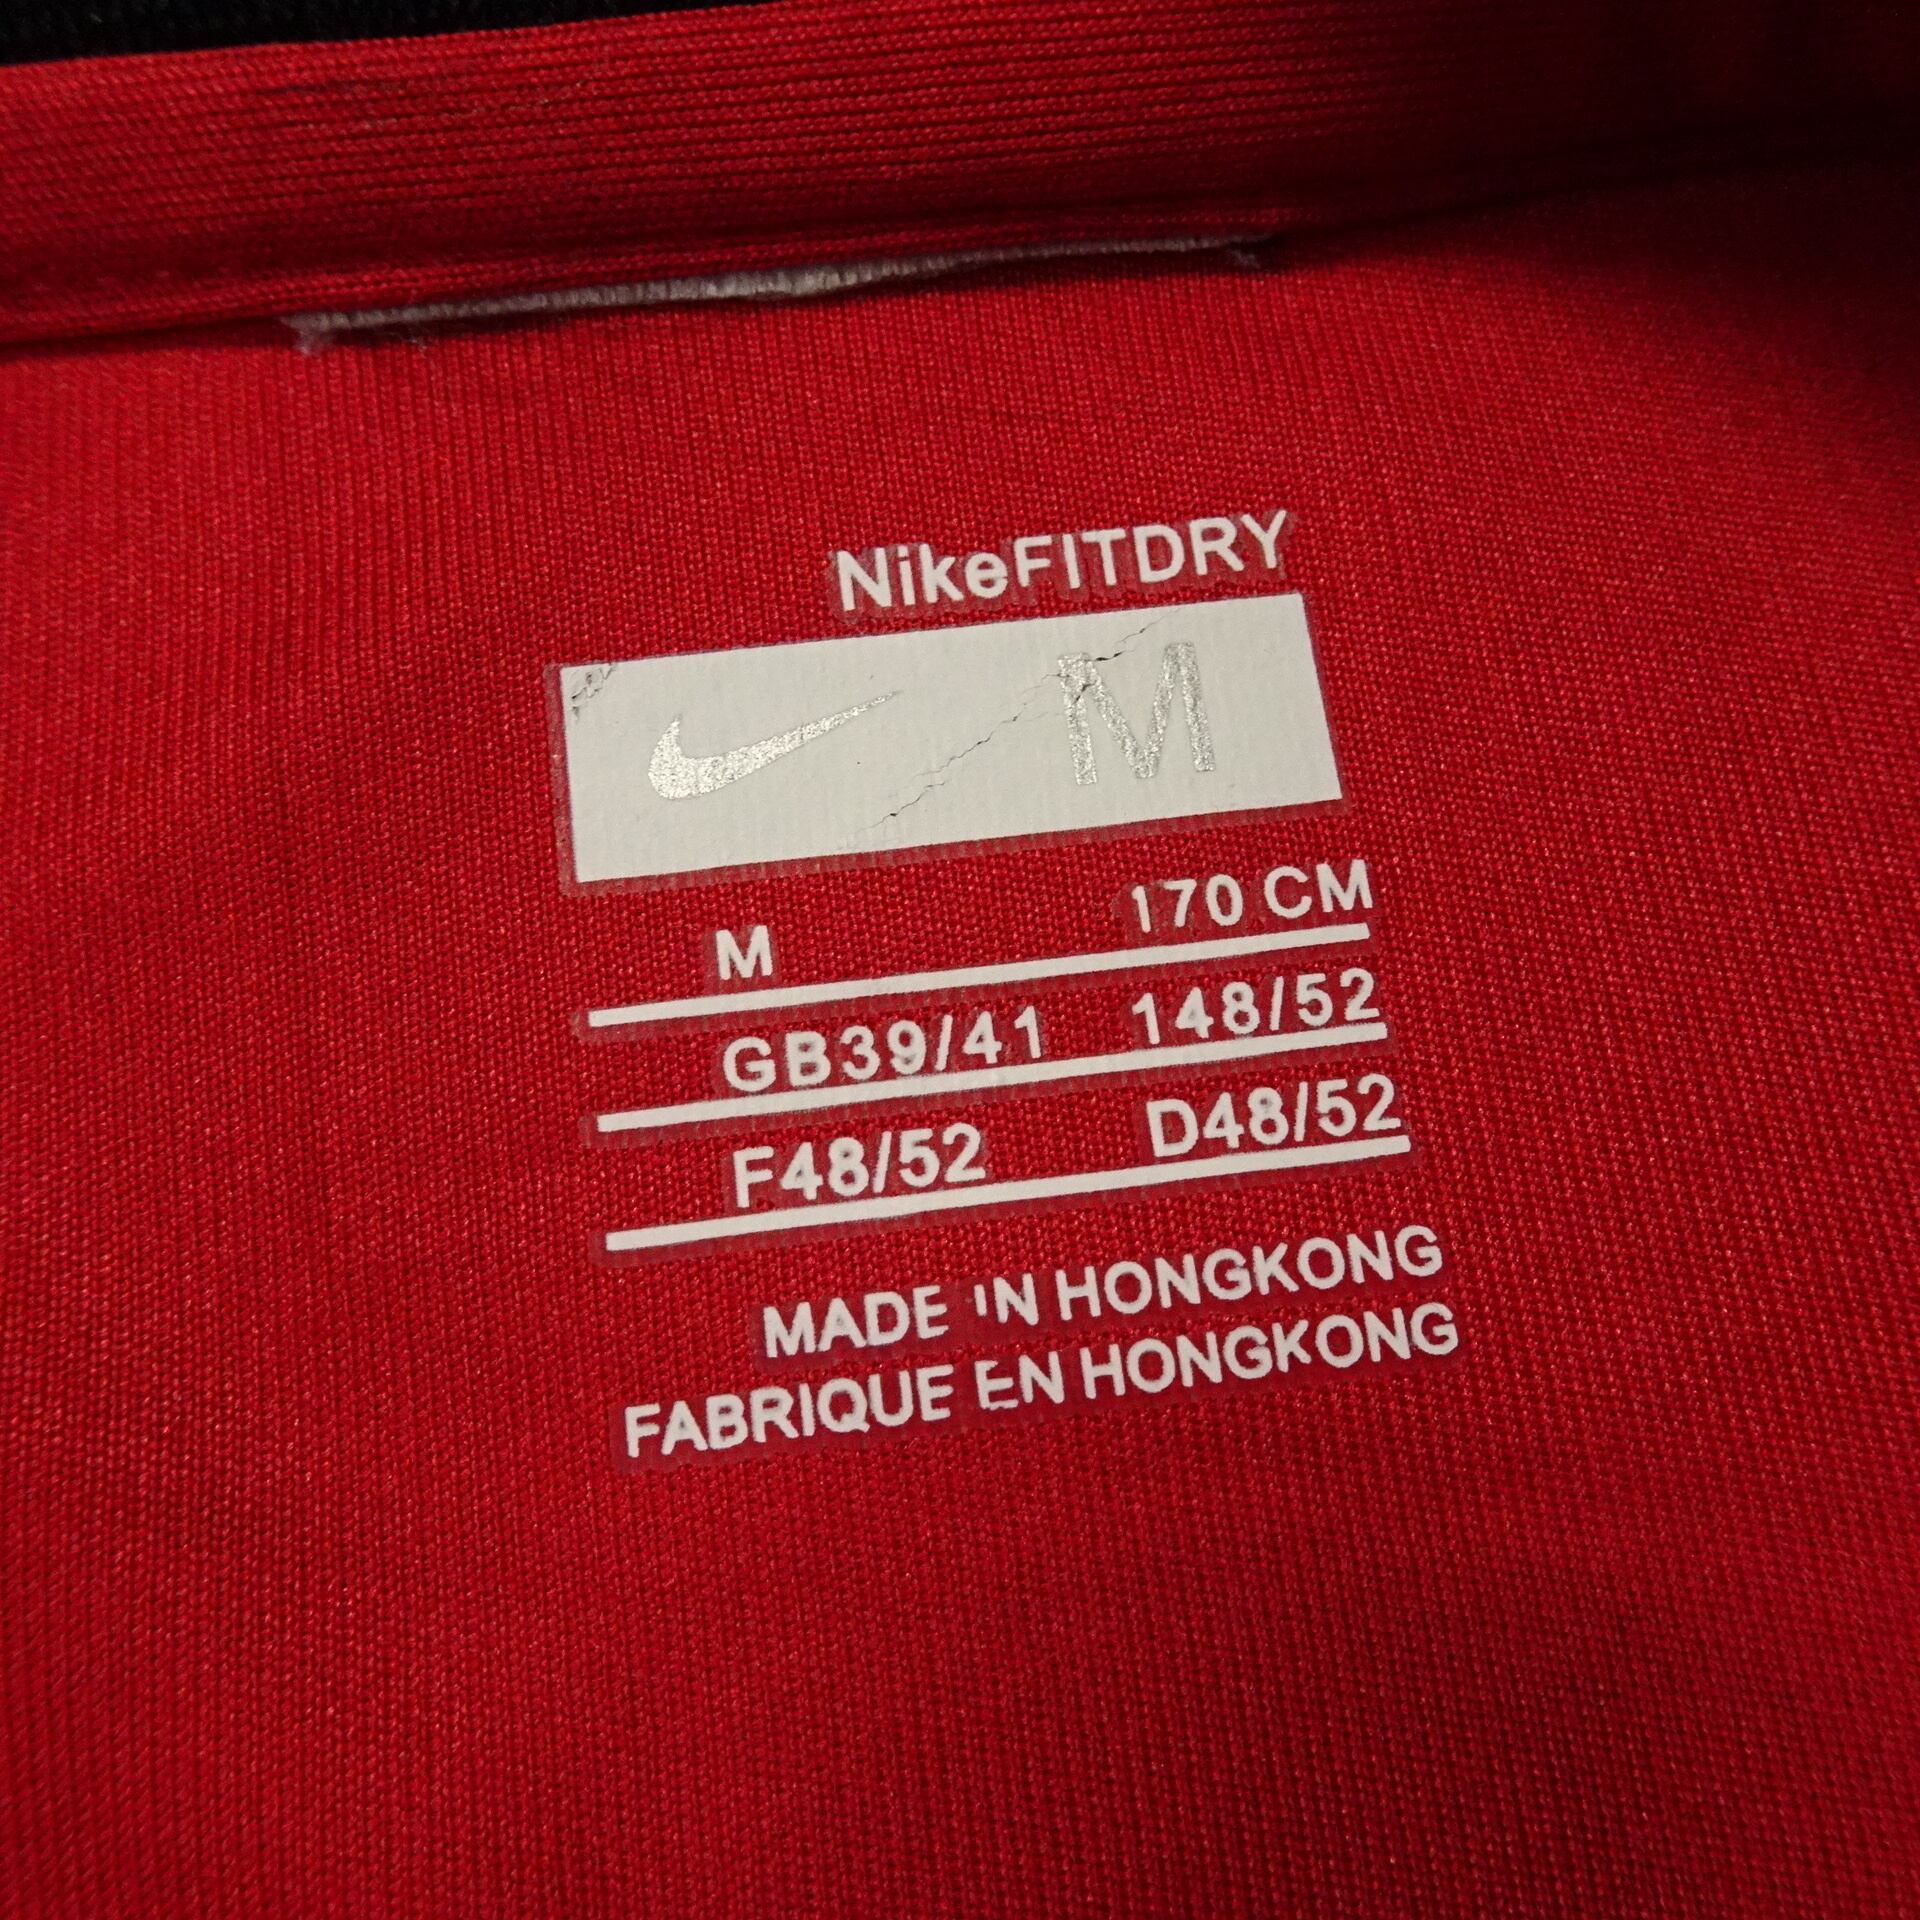 NikeFITDRY
M
M 170 CM
GB39/41 148/52
F48/52 D48/52
MADE IN HONGKONG
FABRIQUE EN HONGKONG